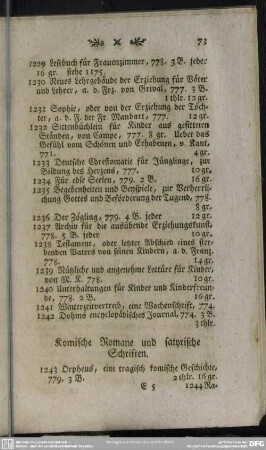 73
1229 Lesebuch für Frauenzimmer, 778. 3 B. jeder
16 gr. siehe 1175.
1230 Neues Lehrgebäude der Erziehung für Väter
und Lehrer, a. d. Frz. von Grival, 777. 3 B.
1 thlr. 12 gr.
1231 Sophie, oder von der Erziehung der Töch-
ter, a. d. F. der Fr. Manbart, 777. 12 gr.
1232 Sittenbüchlein für Kinder aus gesitteten
Ständen, von Campe, 777. 8 gr. Ueber das
Gefühl vom Schönen und Erhabenen, v. Kant,
771. 4 gr.
1233 Deutsche Chrestomatie für Jünglinge, zur
Bildung des Herzens, 777. 10 gr.
1234 Für edle Seelen, 779. 2 B. 16 gr.
1235 Begebenheiten und Beyspiele, zur Verherrli-
chung Gottes und Beförderung der Tugend, 778.
8 gr.
1236 Der Zögling, 779. 4 B. jeder 12 gr.
1237 Archiv für die ausübende Erziehungskunst,
778. 5 B. jeder 10 gr.
1238 Testament, oder letzter Abschied eines ster-
benden Vaters von seinen Kindern, a. d. Franz.
778. 14 gr.
1239 Nützliche und angenehme Lectüre für Kinder,
von M. K. 778. 10 gr.
1240 Unterhaltungen für Kinder und Kinderfreun-
de, 778. 2 B. 16 gr.
1241 Winterzeitvertreib, eine Wochenschrift, 774.
1242 Dohms encyclopädisches Journal, 774. 3 B.
3 thlr.
Komische Romane und satyrische
Schriften.
1243 Orpheus, eine tragisch komische Geschichte,
779. 3 B. 2 thlr. 16 gr.
E 5 1244 Ra-